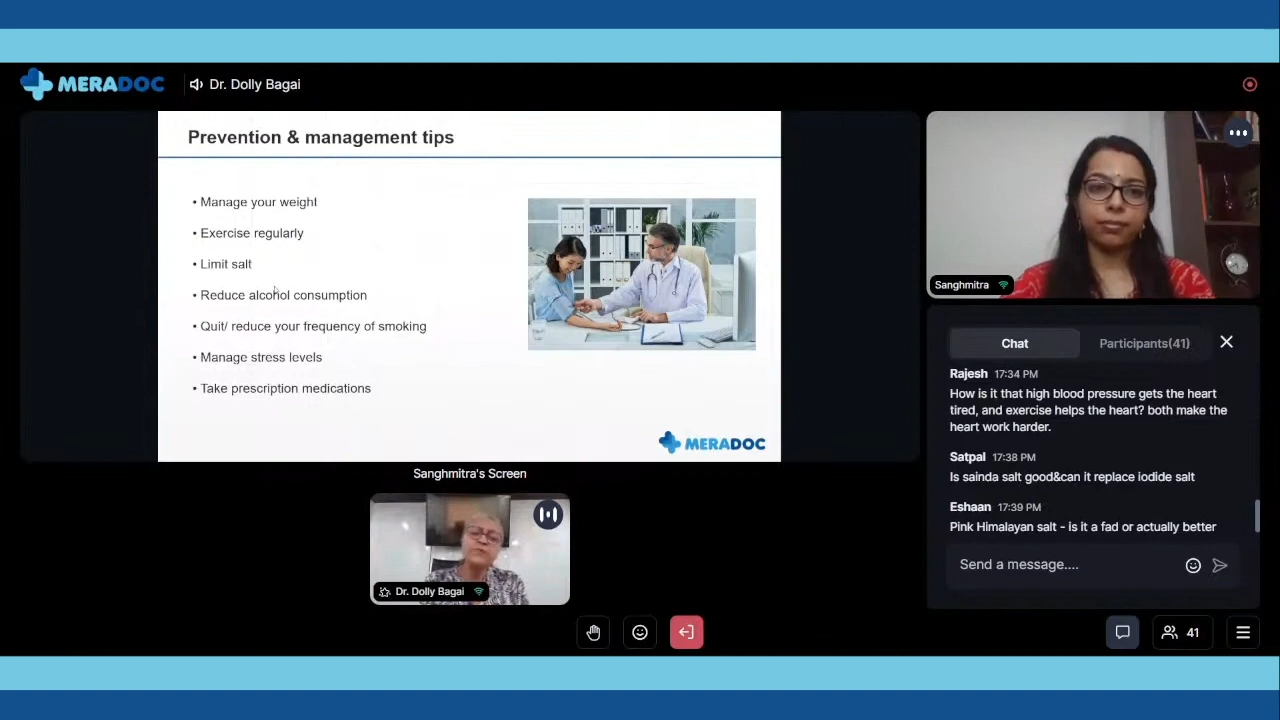 MERADOC
Dr. Dolly Bagai
Prevention & management tips
• Manage your weight
• Exercise regularly
• Limit salt
• Reduce alcohol consumption
• Quit/ reduce your frequency of smoking
• Manage stress levels
• Take prescription medications
MERADOC
Sanghmitra's Screen
Dr. Dolly Bagai
Sanghmitra
Chat
Participants(41)
Rajesh 17:34 PM
How is it that high blood pressure gets the heart
tired, and exercise helps the heart? both make the
heart work harder.
Satpal 17:38 PM
Is sainda salt good&can it replace iodide salt
Eshaan 17:39 PM
Pink Himalayan salt - is it a fad or actually better
Send a message....
41